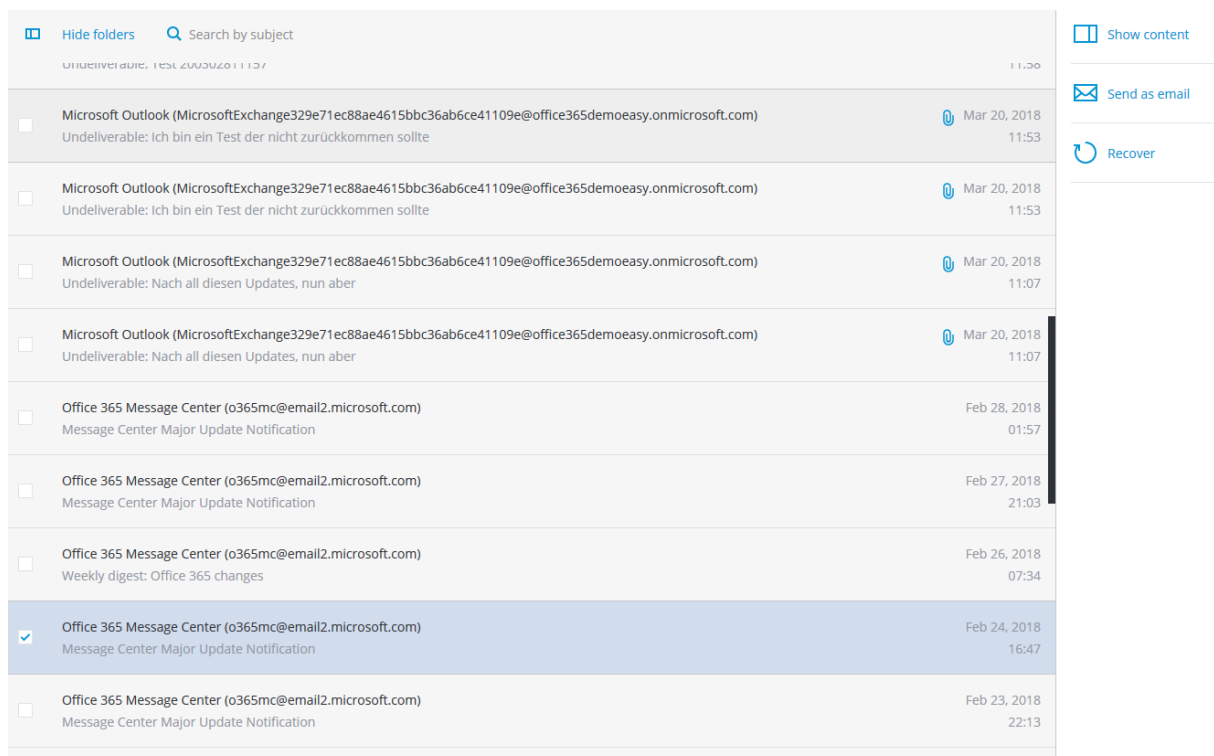 Hide folders
Search by subject
Show content
Send as email
Recover
Undeliverable: Test 200302811157
11:58
Microsoft Outlook (MicrosoftExchange329e71ec88ae4615bbc36ab6ce41109e@office365demoeasy.onmicrosoft.com) Mar 20, 2018
Undeliverable: Ich bin ein Test der nicht zurückkommen sollte 11:53
Microsoft Outlook (MicrosoftExchange329e71ec88ae4615bbc36ab6ce41109e@office365demoeasy.onmicrosoft.com) Mar 20, 2018
Undeliverable: Ich bin ein Test der nicht zurückkommen sollte 11:53
Microsoft Outlook (MicrosoftExchange329e71ec88ae4615bbc36ab6ce41109e@office365demoeasy.onmicrosoft.com) Mar 20, 2018
Undeliverable: Nach all diesen Updates, nun aber 11:07
Microsoft Outlook (MicrosoftExchange329e71ec88ae4615bbc36ab6ce41109e@office365demoeasy.onmicrosoft.com) Mar 20, 2018
Undeliverable: Nach all diesen Updates, nun aber 11:07
Office 365 Message Center (o365mc@email2.microsoft.com) Feb 28, 2018
Message Center Major Update Notification 01:57
Office 365 Message Center (o365mc@email2.microsoft.com) Feb 27, 2018
Message Center Major Update Notification 21:03
Office 365 Message Center (o365mc@email2.microsoft.com) Feb 26, 2018
Weekly digest: Office 365 changes 07:34
Office 365 Message Center (o365mc@email2.microsoft.com) Feb 24, 2018
Message Center Major Update Notification 16:47
Office 365 Message Center (o365mc@email2.microsoft.com) Feb 23, 2018
Message Center Major Update Notification 22:13